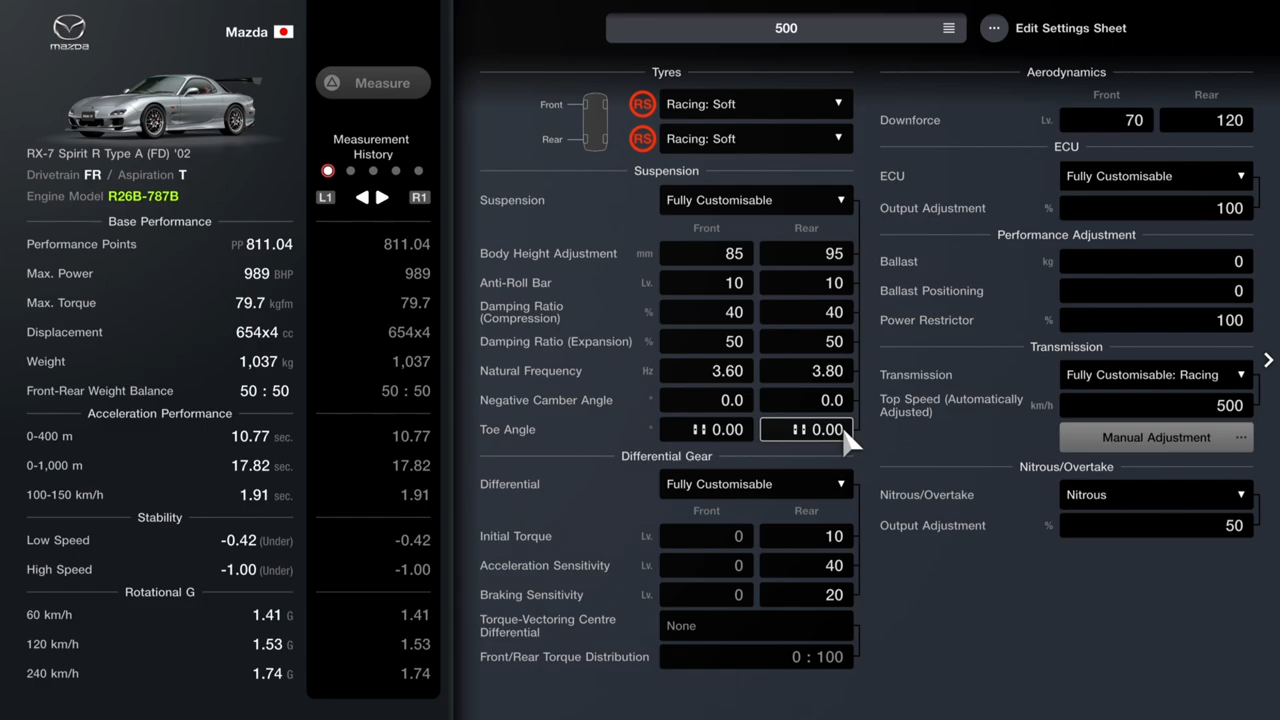 mazda
Mazda
RX-7 Spirit R Type A (FD) '02
Drivetrain FR / Aspiration T
Engine Model R26B-787B
Base Performance
Performance Points PP 811.04
Max. Power 989 BHP
Max. Torque 79.7 kgfm
Displacement 654x4 cc
Weight 1,037 kg
Front-Rear Weight Balance 50 : 50
Acceleration Performance
0-400 m 10.77 sec.
0-1,000 m 17.82 sec.
100-150 km/h 1.91 sec.
Stability
Low Speed -0.42 (Under)
High Speed -1.00 (Under)
Rotational G
60 km/h 1.41 G
120 km/h 1.53 G
240 km/h 1.74 G
Measure
Measurement
History
L1 R1
811.04
989
79.7
654x4
1,037
50 : 50
10.77
17.82
1.91
-0.42
-1.00
1.41
1.53
1.74
500
Edit Settings Sheet
Tyres
Front RS Racing: Soft
Rear RS Racing: Soft
Suspension
Suspension Fully Customisable
Front Rear
Body Height Adjustment mm 85 95
Anti-Roll Bar Lv. 10 10
Damping Ratio
(Compression) % 40 40
Damping Ratio (Expansion) % 50 50
Natural Frequency Hz 3.60 3.80
Negative Camber Angle ° 0.0 0.0
Toe Angle ° 0.00 0.00
Differential Gear
Differential Fully Customisable
Front Rear
Initial Torque Lv. 0 10
Acceleration Sensitivity Lv. 0 40
Braking Sensitivity Lv. 0 20
Torque-Vectoring Centre
Differential None
Front/Rear Torque Distribution 0 : 100
Aerodynamics
Front Rear
Downforce Lv. 70 120
ECU
ECU Fully Customisable
Output Adjustment % 100
Performance Adjustment
Ballast kg 0
Ballast Positioning 0
Power Restrictor % 100
Transmission
Transmission Fully Customisable: Racing
Top Speed (Automatically
Adjusted) km/h 500
Manual Adjustment
Nitrous/Overtake
Nitrous/Overtake Nitrous
Output Adjustment % 50